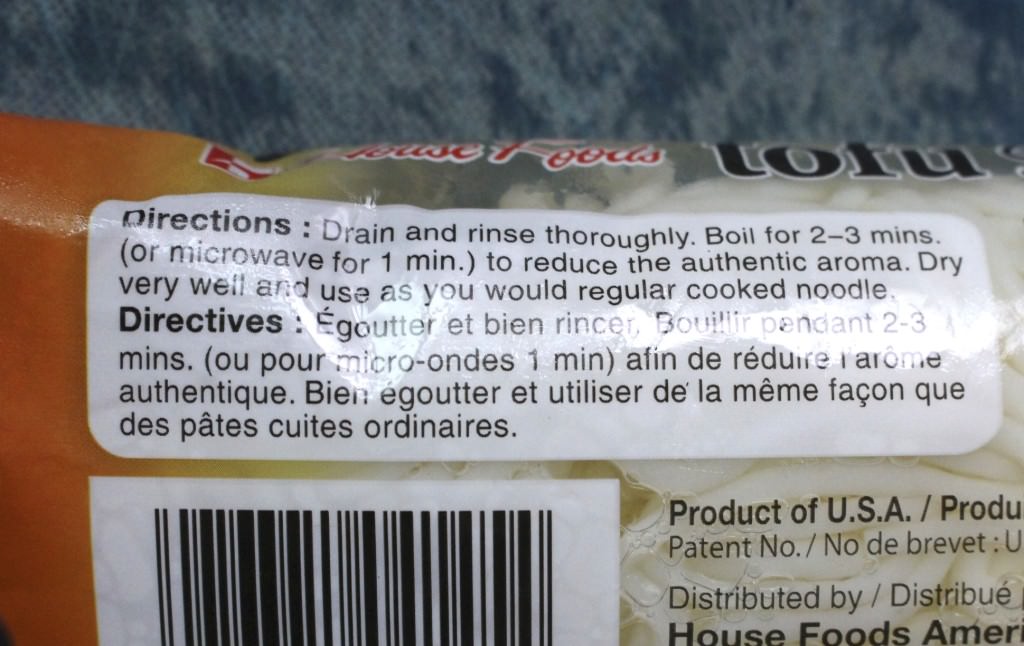 House Foods tofu
Directions : Drain and rinse thoroughly. Boil for 2–3 mins.
(or microwave for 1 min.) to reduce the authentic aroma. Dry
very well and use as you would regular cooked noodle.
Directives : Égoutter et bien rincer, Bouillir pendant 2-3
mins. (ou pour micro-ondes 1 min) afin de réduire l'arôme
authentique. Bien égoutter et utiliser de la même façon que
des pâtes cuites ordinaires.
Product of U.S.A. / Produ
Patent No. / No de brevet : U
Distributed by / Distribué
House Foods Ameri